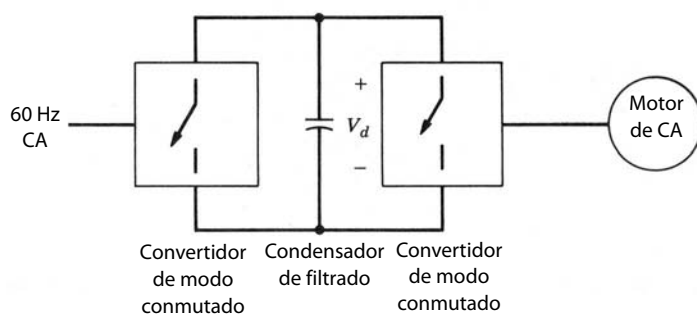 60 Hz
CA
+
V_d
−
Motor
de CA
Convertidor
de modo
conmutado
Condensador
de filtrado
Convertidor
de modo
conmutado